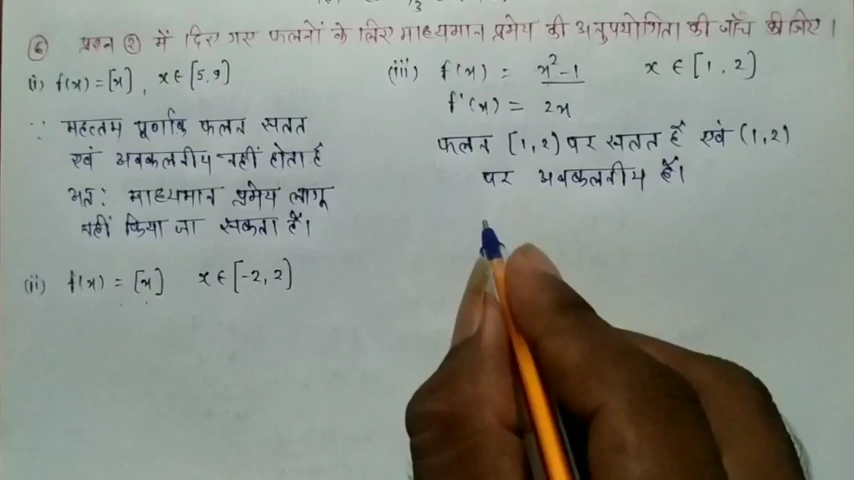 ⑥ प्रश्न ② में दिए गए फलनों के लिए माध्यमान प्रमेय की अनुपयोगिता की जाँच कीजिए।
(i) f(x) = [x], x ∈ [5, 9]
∵ महत्तम पूर्णांक फलन सतत
एवं अवकलनीय नहीं होता है
अत: माध्यमान प्रमेय लागू
नहीं किया जा सकता है।
(ii) f(x) = [x] x ∈ [-2, 2]
(iii) f(x) = x² - 1 x ∈ [1, 2]
f'(x) = 2x
फलन [1, 2) पर सतत है एवं (1, 2)
पर अवकलनीय है।